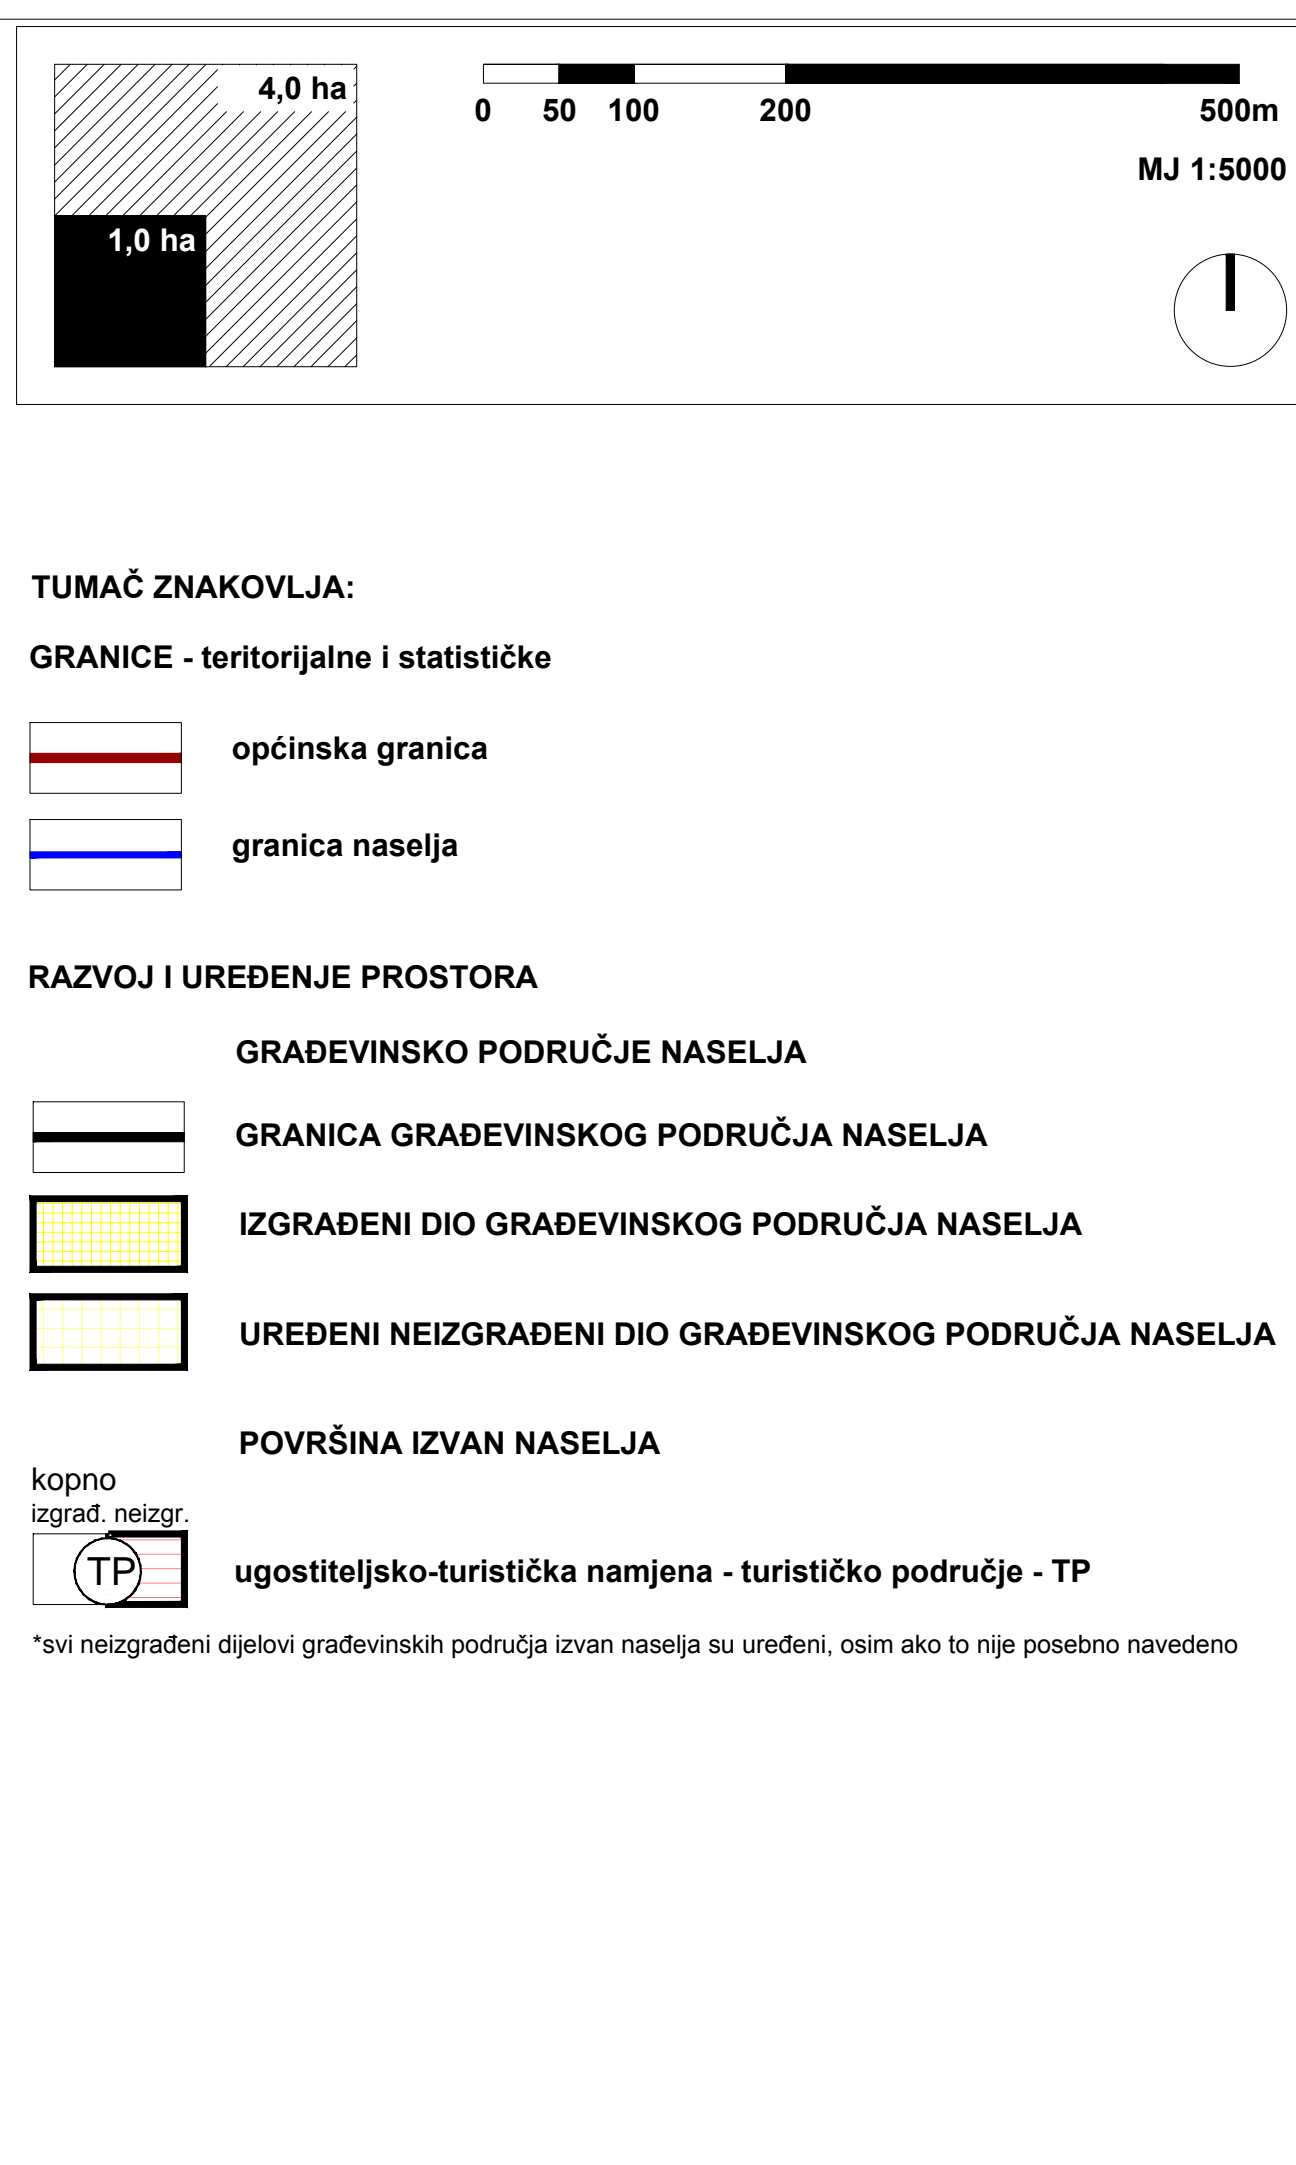 4,0 ha
1,0 ha
0 50 100 200 500m
MJ 1:5000
TUMAČ ZNAKOVLJA:
GRANICE - teritorijalne i statističke
općinska granica
granica naselja
RAZVOJ I UREĐENJE PROSTORA
GRAĐEVINSKO PODRUČJE NASELJA
GRANICA GRAĐEVINSKOG PODRUČJA NASELJA
IZGRAĐENI DIO GRAĐEVINSKOG PODRUČJA NASELJA
UREĐENI NEIZGRAĐENI DIO GRAĐEVINSKOG PODRUČJA NASELJA
POVRŠINA IZVAN NASELJA
kopno
izgrađ. neizgr.
TP
ugostiteljsko-turistička namjena - turističko područje - TP
*svi neizgrađeni dijelovi građevinskih područja izvan naselja su uređeni, osim ako to nije posebno navedeno